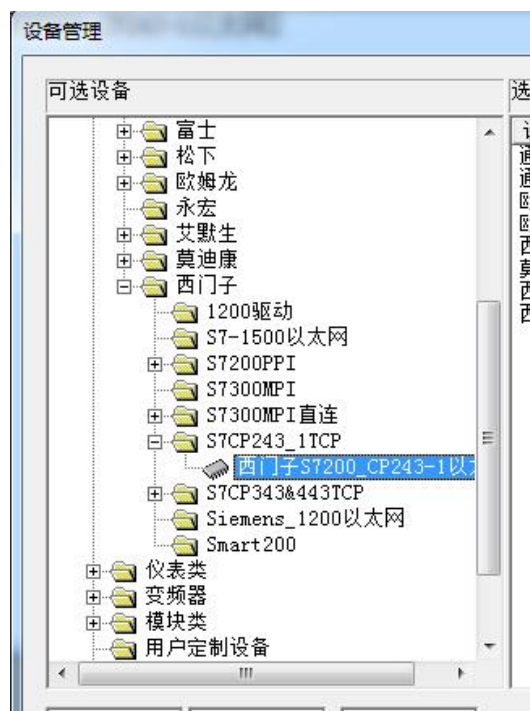 设备管理
可选设备
选
富士
松下
欧姆龙
永宏
艾默生
莫迪康
西门子
1200驱动
S7-1500以太网
S7200PPI
S7300MPI
S7300MPI直连
S7CP243_1TCP
西门子S7200_CP243-1以
S7CP343&443TCP
Siemens_1200以太网
Smart200
仪表类
变频器
模块类
用户定制设备